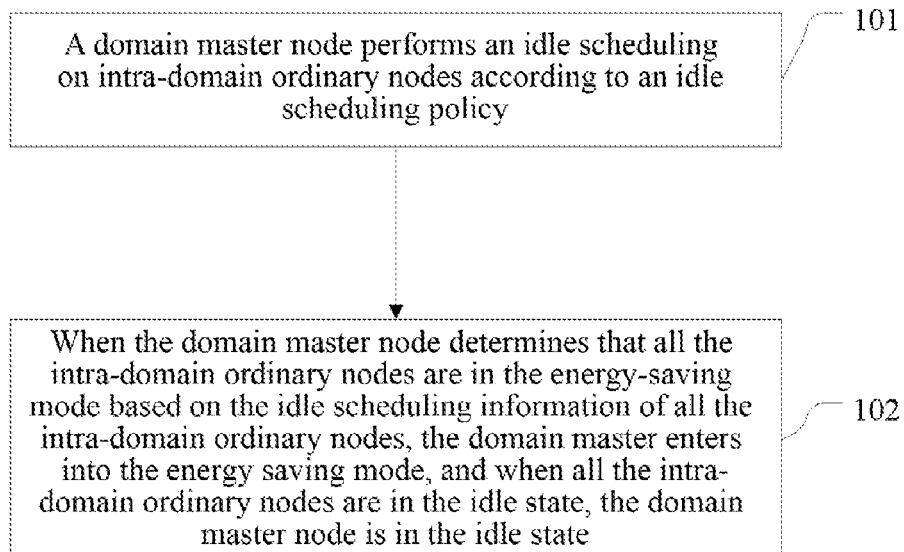 A domain master node performs an idle scheduling
on intra-domain ordinary nodes according to an idle
scheduling policy
101
When the domain master node determines that all the
intra-domain ordinary nodes are in the energy-saving
mode based on the idle scheduling information of all the
intra-domain ordinary nodes, the domain master enters
into the energy saving mode, and when all the intra-
domain ordinary nodes are in the idle state, the domain
master node is in the idle state
102